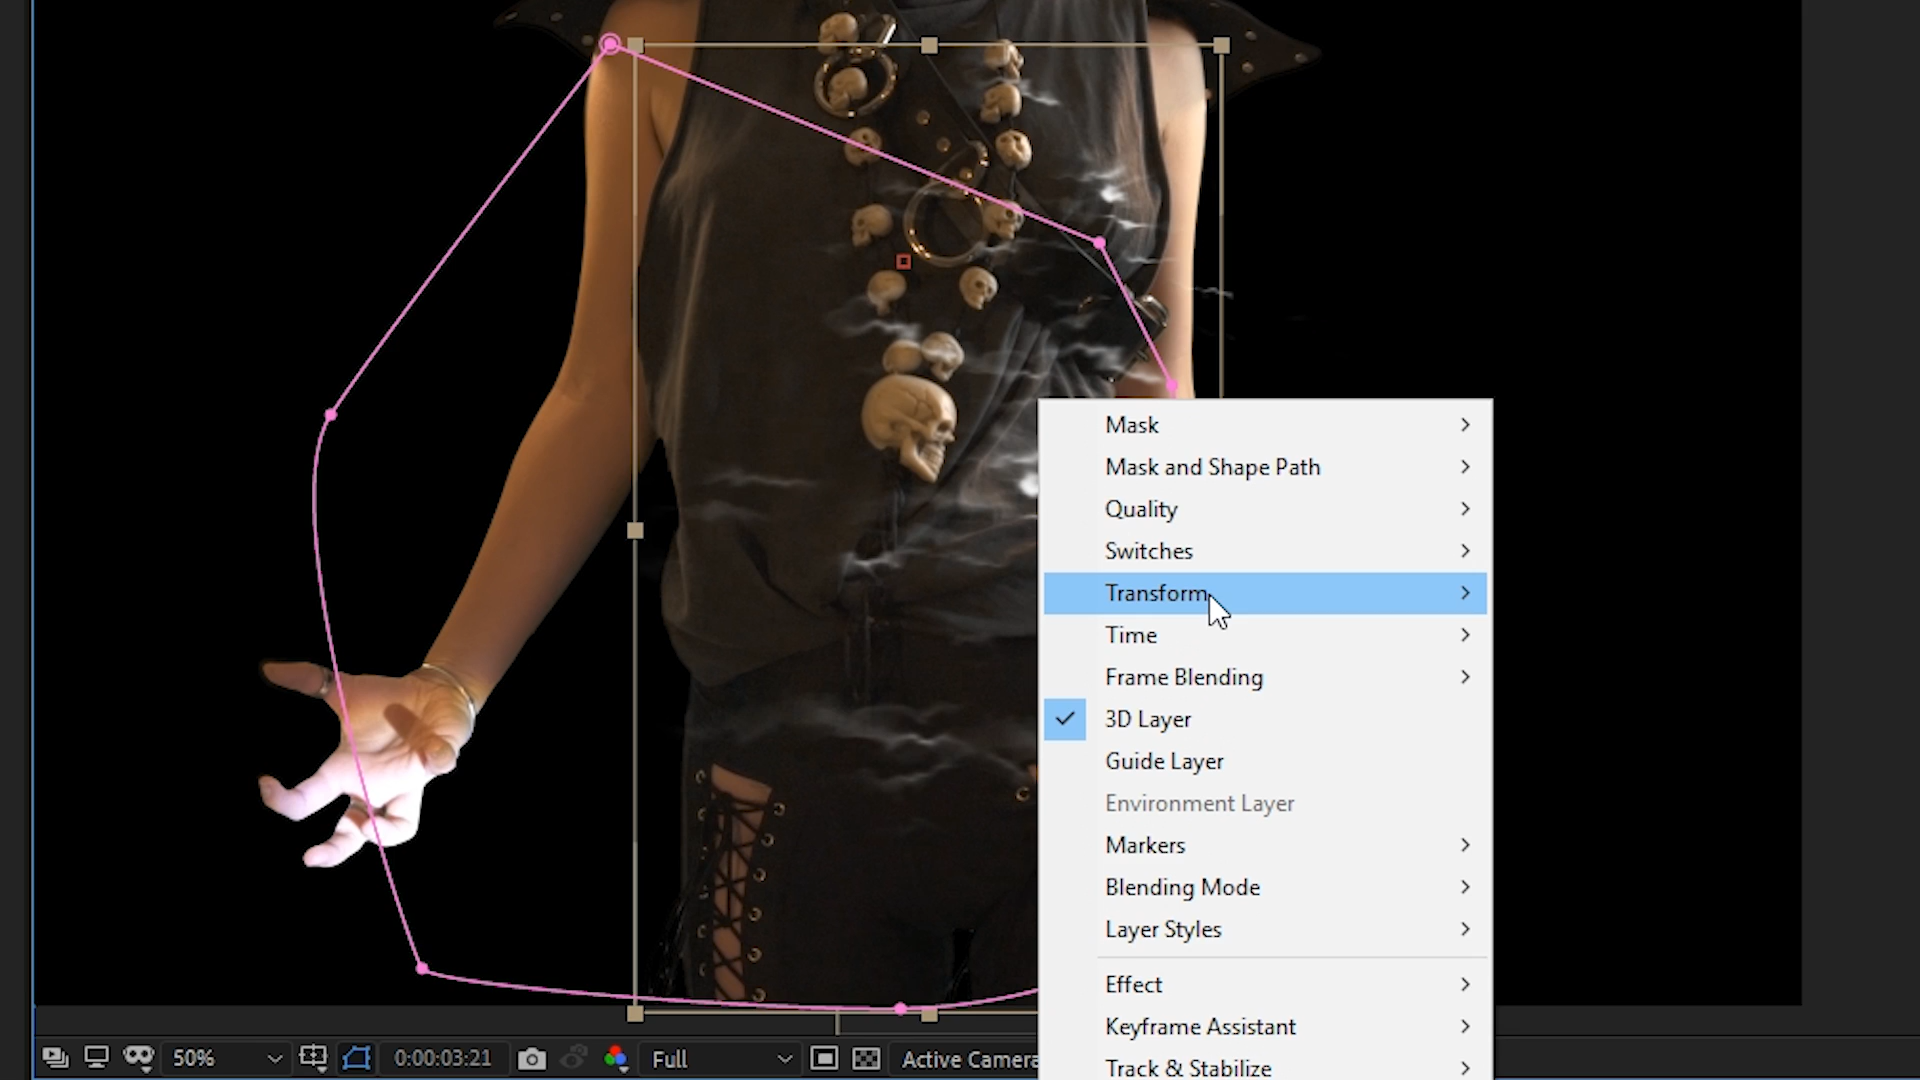 Mask
Mask and Shape Path
Quality
Switches
Transform
Time
Frame Blending
3D Layer
Guide Layer
Environment Layer
Markers
Blending Mode
Layer Styles
Effect
Keyframe Assistant
Track & Stabilize
50%
0:00:03:21
Full
Active Camera